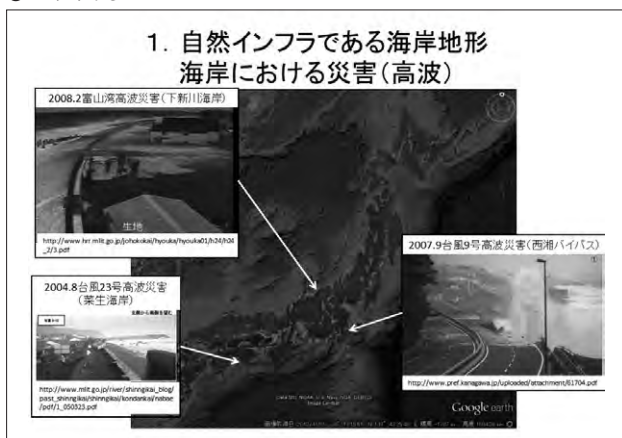 1．自然インフラである海岸地形
海岸における災害（高波）
2008.2富山湾高波災害（下新川海岸）
生地
http://www.hrr.mlit.go.jp/johokokai/hyouka/hyouka01/h24/h24
_2/3.pdf
2004.8台風23号高波災害
（菜生海岸）
http://www.mlit.go.jp/river/shinngikai_blog/
past_shinngikai/shinngikai/kondankai/nabae
/pdf/1_050323.pdf
2007.9台風9号高波災害（西湘バイパス）
①
http://www.pref.kanagawa.jp/uploaded/attachment/61704.pdf
Google earth